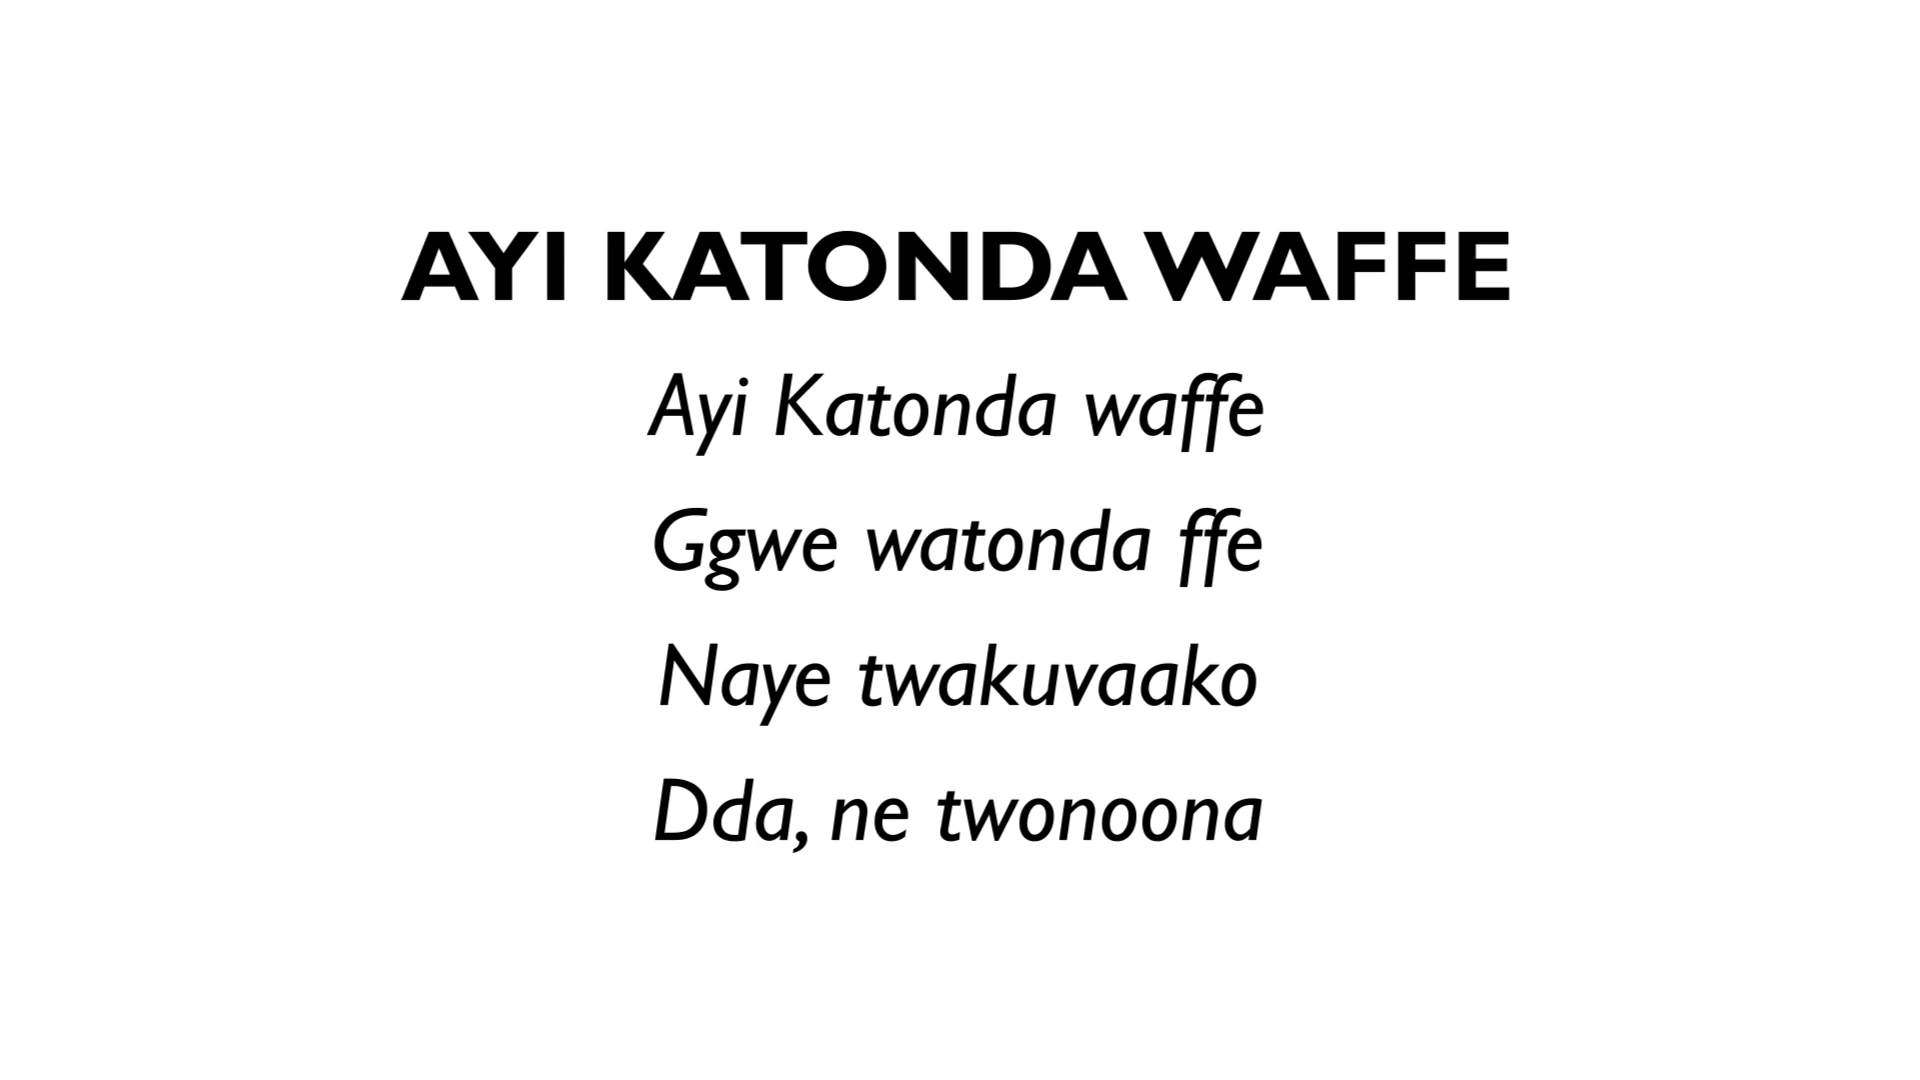 AYI KATONDA WAFFE
Ayi Katonda waffe
Ggwe watonda ffe
Naye twakuvaako
Dda, ne twonoona